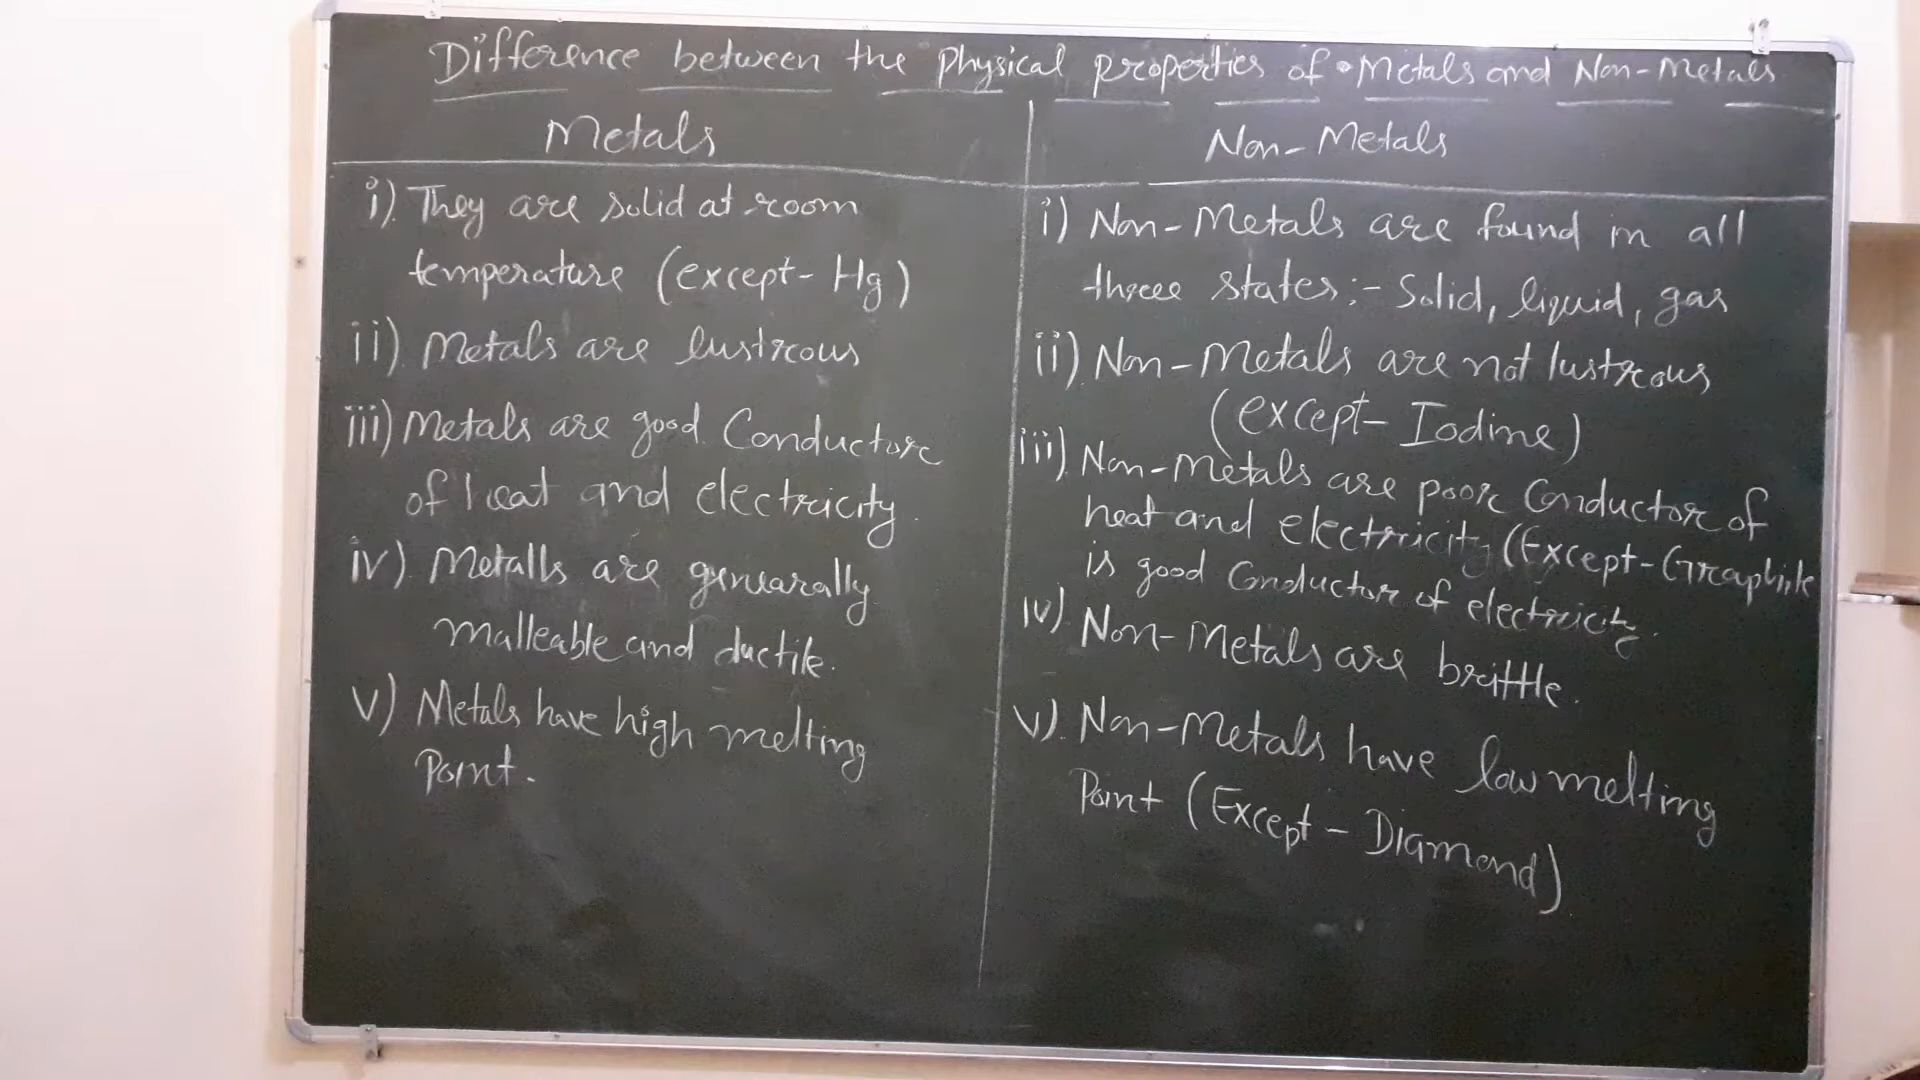 Difference between the physical properties of Metals and Non-Metals
Metals
i) They are solid at room
temperature (except- Hg)
ii) Metals are lustrous
iii) Metals are good Conductor
of heat and electricity.
iv) Metalls are genearally
malleable and ductile.
v) Metals have high melting
Point.
Non-Metals
i) Non-Metals are found in all
three states:- Solid, liquid, gas
ii) Non-Metals are not lustrous
(except- Iodine)
iii) Non-Metals are poor Conductor of
heat and electricity (Except-Graphite
is good Conductor of electricity.
iv) Non-Metals are brittle.
v) Non-Metals have low melting
Point (Except - Diamond)